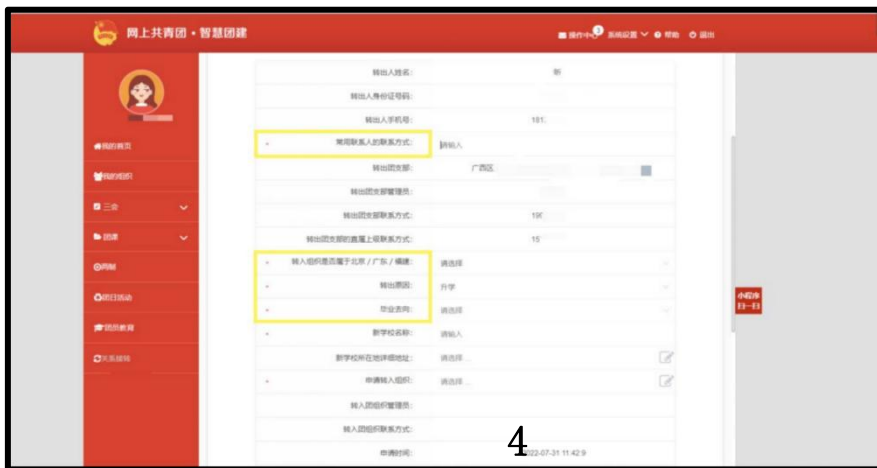 网上共青团·智慧团建
操作中心 3 系统设置 帮助 退出
转出人姓名:
转出人身份证号码:
转出人手机号: 181
我的首页
* 常用联系人的联系方式: 请输入
转出团支部: 广西区
我的组织
转出团支部管理员:
三会
转出团支部联系方式:
团课
转出团支部的直属上级联系方式: 15
* 转入组织是否属于北京/广东/福建: 请选择
两制
* 转出原因: 升学
团日活动
小程序
扫一扫
* 毕业去向: 请选择
团员教育
* 新学校名称: 请输入
关系接转
新学校所在地详细地址: 请选择...
* 申请转入组织: 请选择...
转入团组织管理员:
转入团组织联系方式:
申请时间: 2022-07-31 11:42:9
4